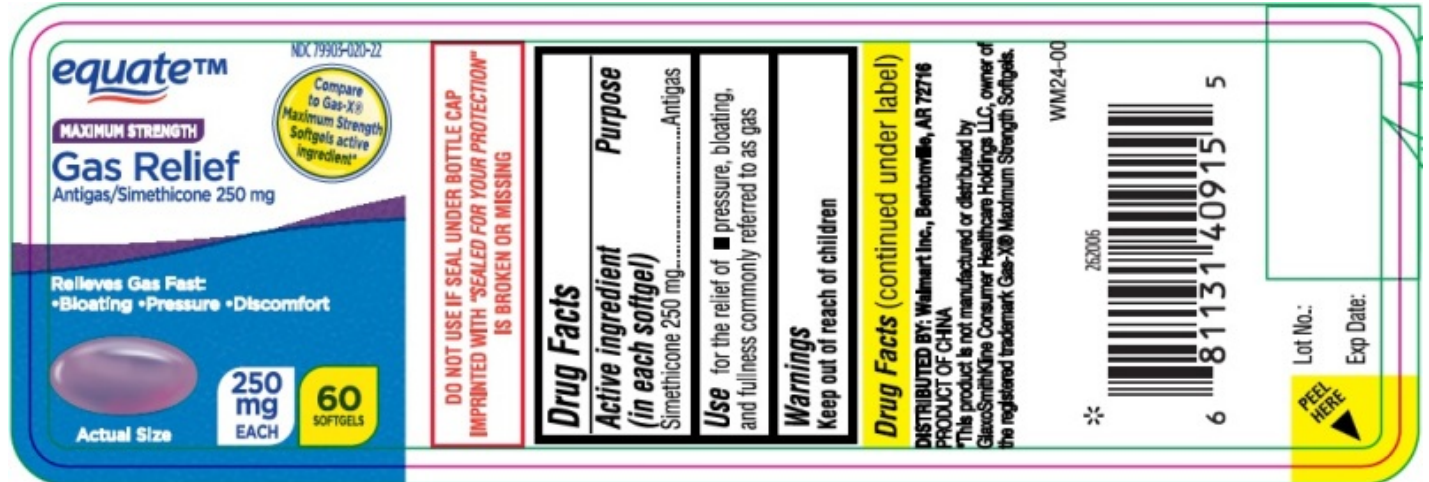 equate™
NDC 79903-020-22
Compare
to Gas-X®
Maximum Strength
Softgels active
ingredient*
MAXIMUM STRENGTH
Gas Relief
Antigas/Simethicone 250 mg
Relieves Gas Fast:
•Bloating •Pressure •Discomfort
Actual Size
250
mg
EACH
60
SOFTGELS
DO NOT USE IF SEAL UNDER BOTTLE CAP
IMPRINTED WITH "SEALED FOR YOUR PROTECTION"
IS BROKEN OR MISSING
Drug Facts
Active ingredient Purpose
(in each softgel)
Simethicone 250 mg..............................Antigas
Use for the relief of ■ pressure, bloating,
and fullness commonly referred to as gas
Warnings
Keep out of reach of children
Drug Facts (continued under label)
DISTRIBUTED BY: Walmart Inc., Bentonville, AR 72716
PRODUCT OF CHINA
*This product is not manufactured or distributed by
GlaxoSmithKline Consumer Healthcare Holdings LLC, owner of
the registered trademark Gas-X® Maximum Strength Softgels.
WM24-00
262006
*
6 81131 40915 5
Lot No.:
Exp Date:
PEEL
HERE